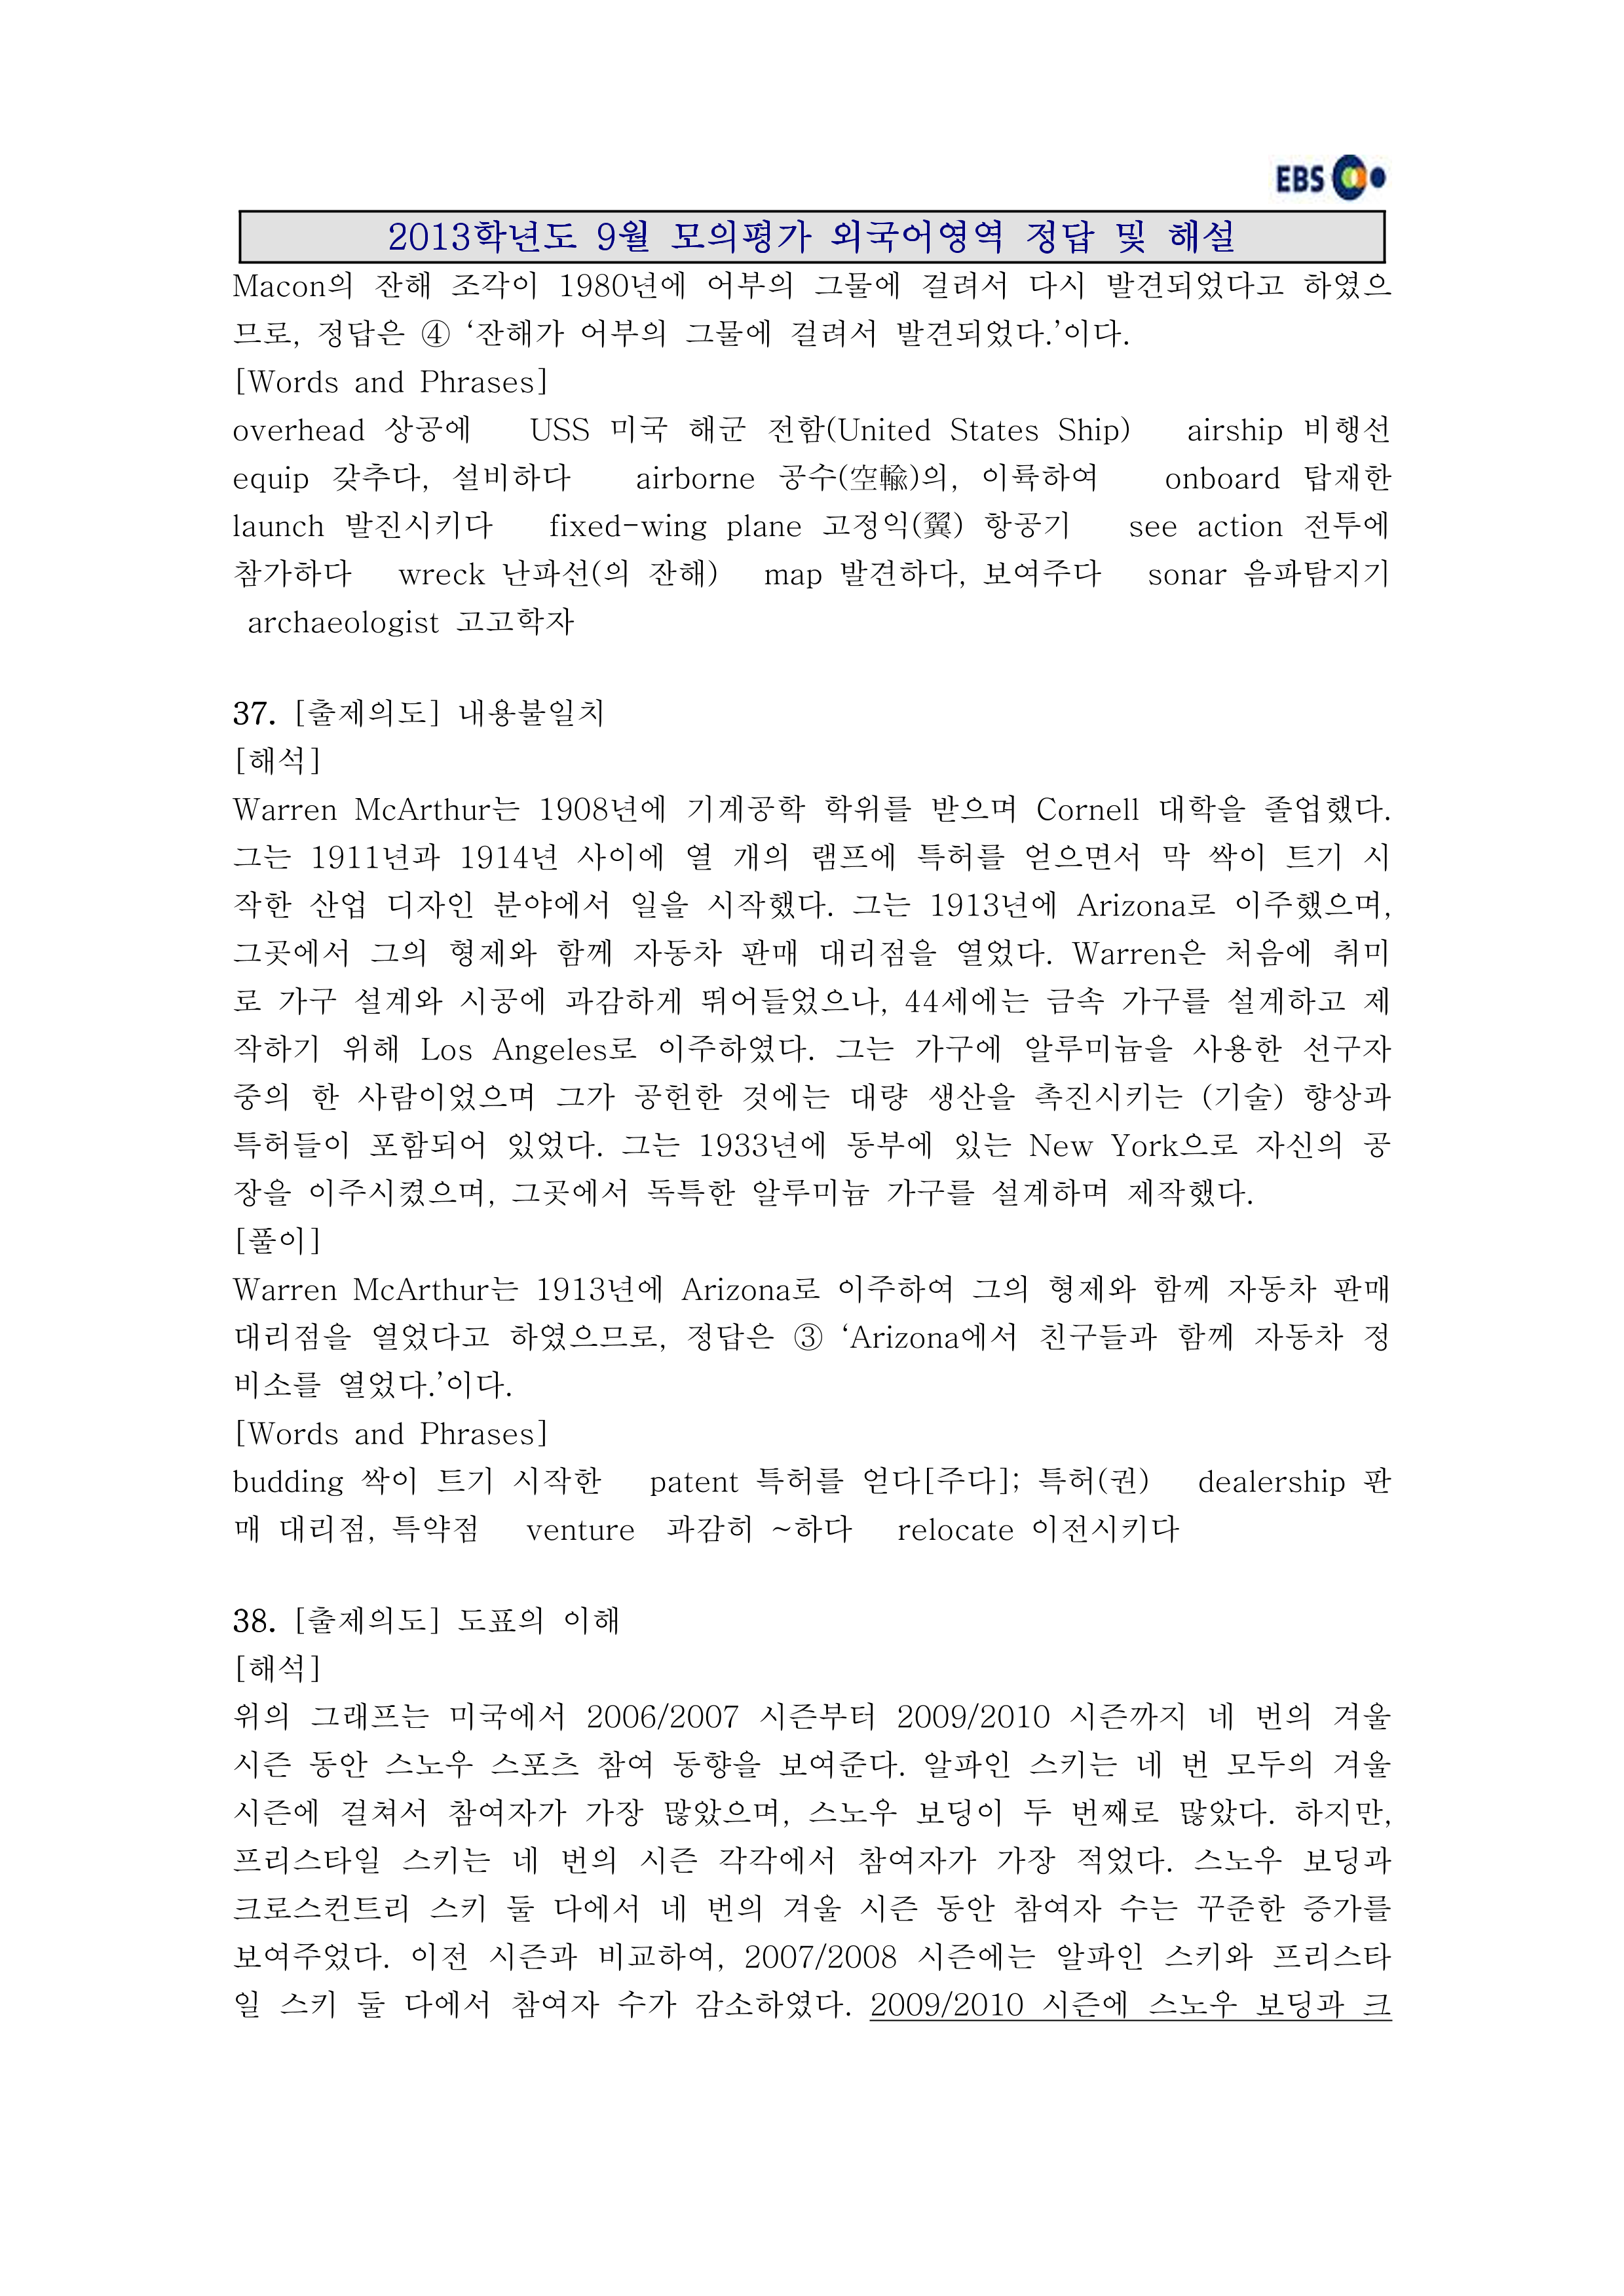 EBS
2013학년도 9월 모의평가 외국어영역 정답 및 해설
Macon의 잔해 조각이 1980년에 어부의 그물에 걸려서 다시 발견되었다고 하였으
므로, 정답은 ④ ‘잔해가 어부의 그물에 걸려서 발견되었다.’이다.
[Words and Phrases]
overhead 상공에 USS 미국 해군 전함(United States Ship) airship 비행선
equip 갖추다, 설비하다 airborne 공수(空輸)의, 이륙하여 onboard 탑재한
launch 발진시키다 fixed-wing plane 고정익(翼) 항공기 see action 전투에
참가하다 wreck 난파선(의 잔해) map 발견하다, 보여주다 sonar 음파탐지기
archaeologist 고고학자
37. [출제의도] 내용불일치
[해석]
Warren McArthur는 1908년에 기계공학 학위를 받으며 Cornell 대학을 졸업했다.
그는 1911년과 1914년 사이에 열 개의 램프에 특허를 얻으면서 막 싹이 트기 시
작한 산업 디자인 분야에서 일을 시작했다. 그는 1913년에 Arizona로 이주했으며,
그곳에서 그의 형제와 함께 자동차 판매 대리점을 열었다. Warren은 처음에 취미
로 가구 설계와 시공에 과감하게 뛰어들었으나, 44세에는 금속 가구를 설계하고 제
작하기 위해 Los Angeles로 이주하였다. 그는 가구에 알루미늄을 사용한 선구자
중의 한 사람이었으며 그가 공헌한 것에는 대량 생산을 촉진시키는 (기술) 향상과
특허들이 포함되어 있었다. 그는 1933년에 동부에 있는 New York으로 자신의 공
장을 이주시켰으며, 그곳에서 독특한 알루미늄 가구를 설계하며 제작했다.
[풀이]
Warren McArthur는 1913년에 Arizona로 이주하여 그의 형제와 함께 자동차 판매
대리점을 열었다고 하였으므로, 정답은 ③ ‘Arizona에서 친구들과 함께 자동차 정
비소를 열었다.’이다.
[Words and Phrases]
budding 싹이 트기 시작한 patent 특허를 얻다[주다]; 특허(권) dealership 판
매 대리점, 특약점 venture 과감히 ~하다 relocate 이전시키다
38. [출제의도] 도표의 이해
[해석]
위의 그래프는 미국에서 2006/2007 시즌부터 2009/2010 시즌까지 네 번의 겨울
시즌 동안 스노우 스포츠 참여 동향을 보여준다. 알파인 스키는 네 번 모두의 겨울
시즌에 걸쳐서 참여자가 가장 많았으며, 스노우 보딩이 두 번째로 많았다. 하지만,
프리스타일 스키는 네 번의 시즌 각각에서 참여자가 가장 적었다. 스노우 보딩과
크로스컨트리 스키 둘 다에서 네 번의 겨울 시즌 동안 참여자 수는 꾸준한 증가를
보여주었다. 이전 시즌과 비교하여, 2007/2008 시즌에는 알파인 스키와 프리스타
일 스키 둘 다에서 참여자 수가 감소하였다. 2009/2010 시즌에 스노우 보딩과 크